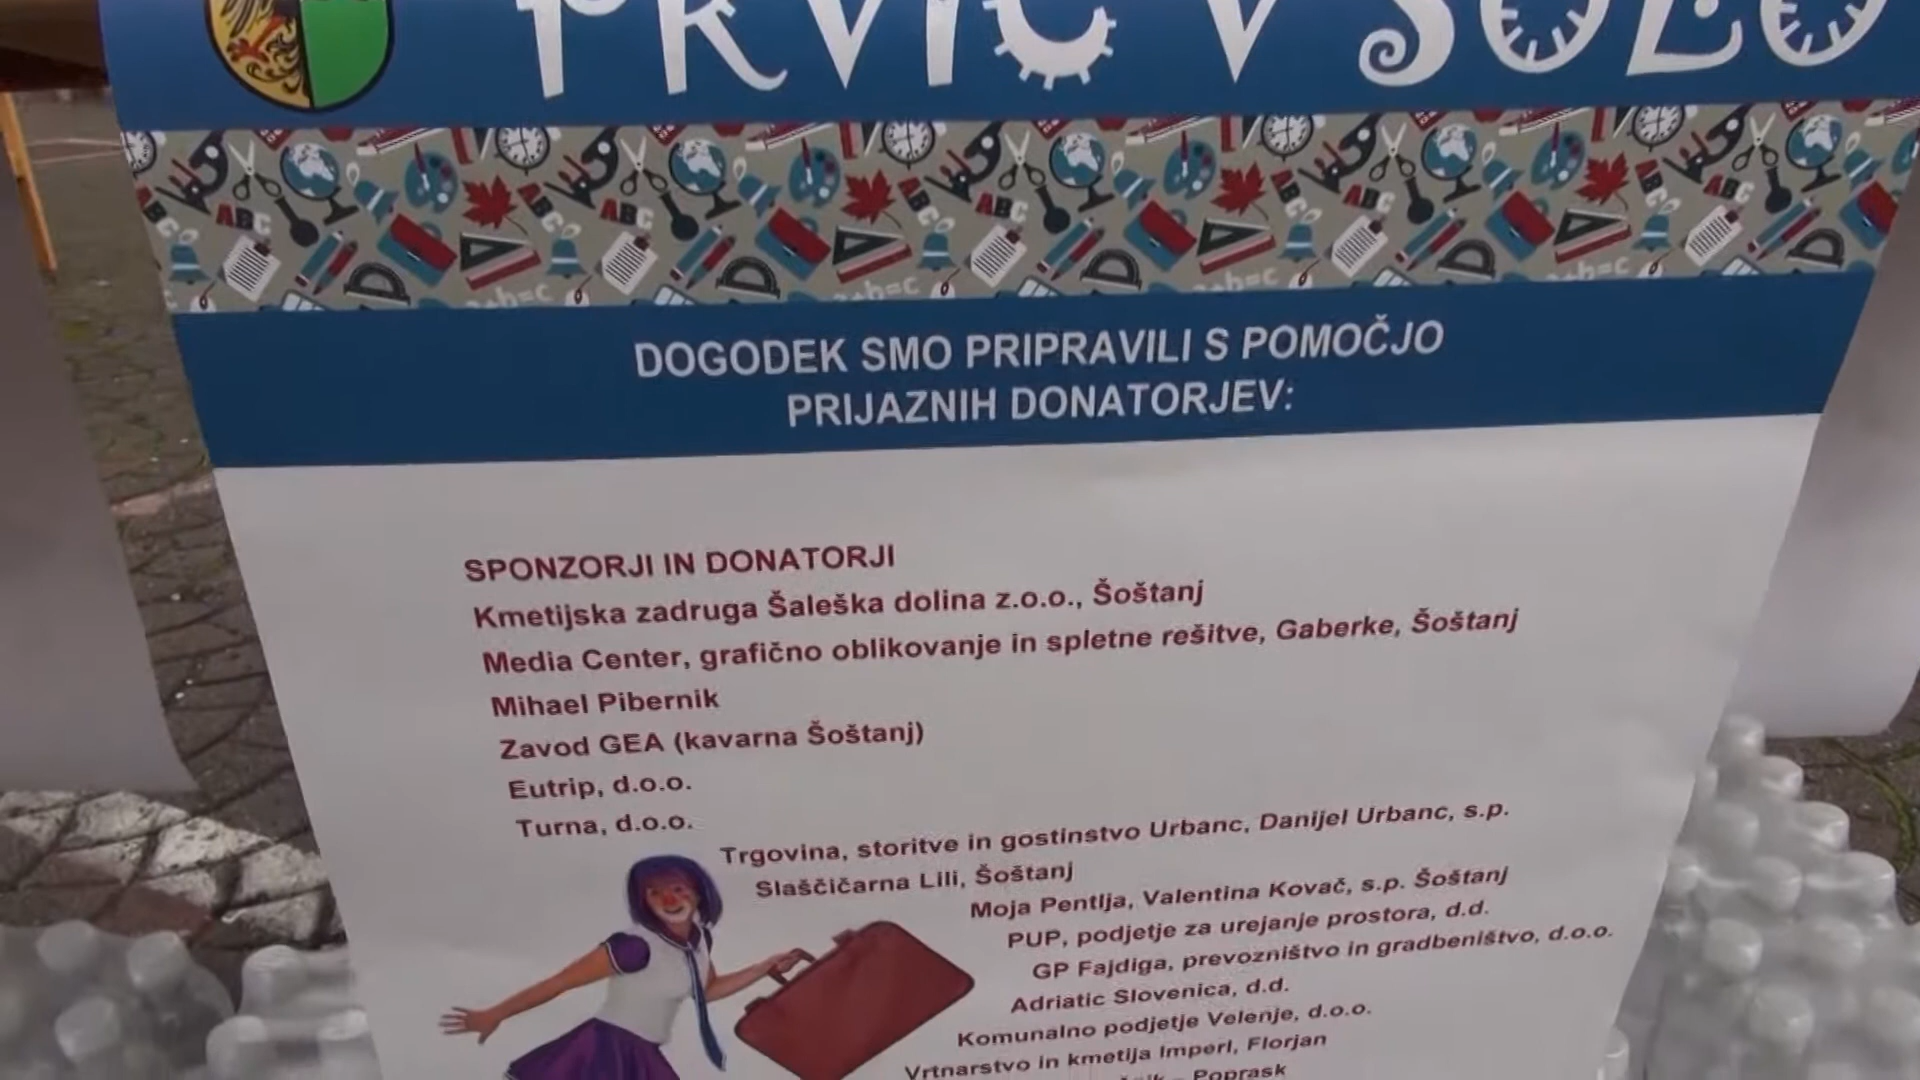 PRVIČ V ŠOLO
DOGODEK SMO PRIPRAVILI S POMOČJO
PRIJAZNIH DONATORJEV:
SPONZORJI IN DONATORJI
Kmetijska zadruga Šaleška dolina z.o.o., Šoštanj
Media Center, grafično oblikovanje in spletne rešitve, Gaberke, Šoštanj
Mihael Pibernik
Zavod GEA (kavarna Šoštanj)
Eutrip, d.o.o.
Turna, d.o.o.
Trgovina, storitve in gostinstvo Urbanc, Danijel Urbanc, s.p.
Slaščičarna Lili, Šoštanj
Moja Pentlja, Valentina Kovač, s.p. Šoštanj
PUP, podjetje za urejanje prostora, d.d.
GP Fajdiga, prevozništvo in gradbeništvo, d.o.o.
Adriatic Slovenica, d.d.
Komunalno podjetje Velenje, d.o.o.
Vrtnarstvo in kmetija Imperl, Florjan
- Poprask